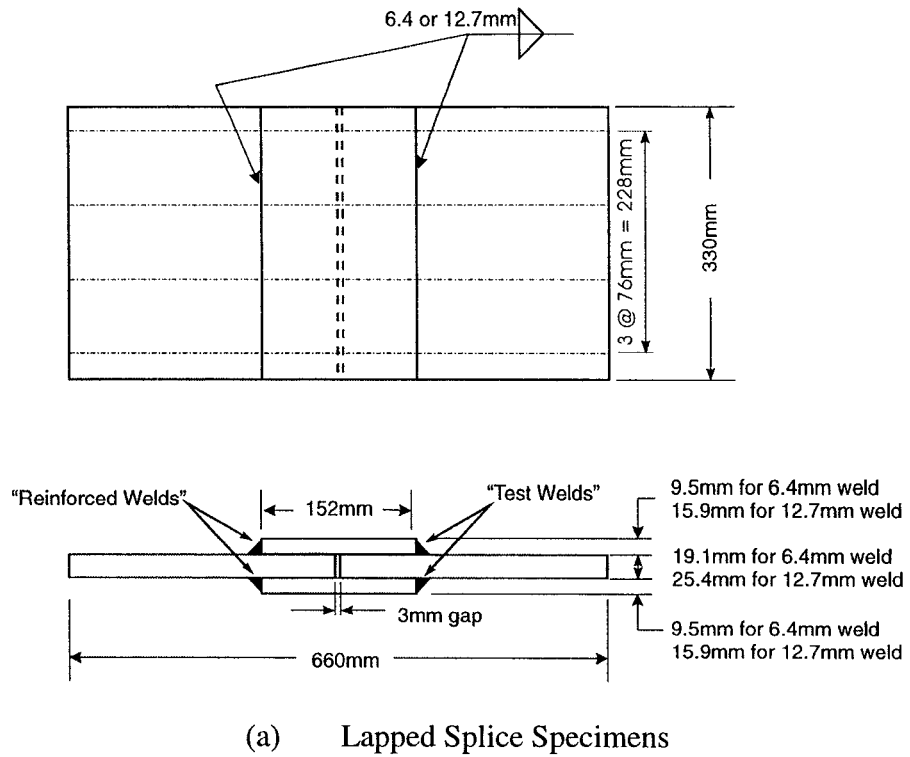 6.4 or 12.7mm
3 @ 76mm = 228mm
330mm
"Reinforced Welds"
152mm
"Test Welds"
9.5mm for 6.4mm weld
15.9mm for 12.7mm weld
19.1mm for 6.4mm weld
25.4mm for 12.7mm weld
3mm gap
9.5mm for 6.4mm weld
15.9mm for 12.7mm weld
660mm
(a) Lapped Splice Specimens